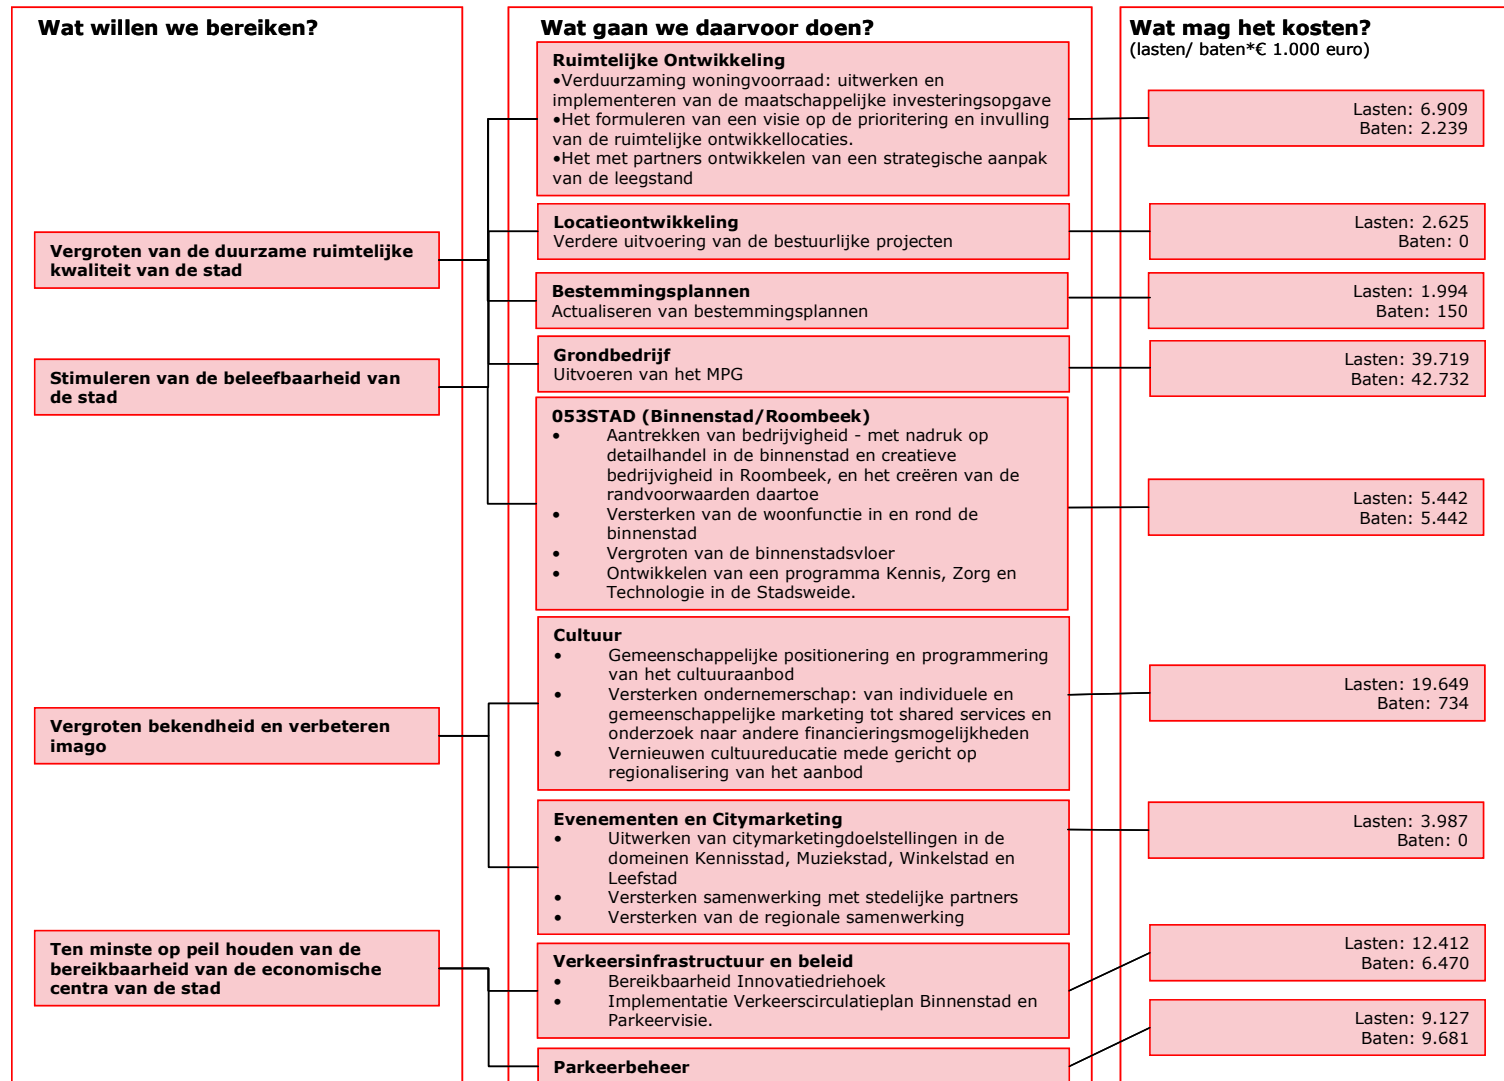 Wat willen we bereiken?
Vergroten van de duurzame ruimtelijke
kwaliteit van de stad
Stimuleren van de beleefbaarheid van
de stad
Vergroten bekendheid en verbeteren
imago
Ten minste op peil houden van de
bereikbaarheid van de economische
centra van de stad
Wat gaan we daarvoor doen?
Ruimtelijke Ontwikkeling
•Verduurzaming woningvoorraad: uitwerken en
implementeren van de maatschappelijke investeringsopgave
•Het formuleren van een visie op de prioritering en invulling
van de ruimtelijke ontwikkellocaties.
•Het met partners ontwikkelen van een strategische aanpak
van de leegstand
Locatieontwikkeling
Verdere uitvoering van de bestuurlijke projecten
Bestemmingsplannen
Actualiseren van bestemmingsplannen
Grondbedrijf
Uitvoeren van het MPG
053STAD (Binnenstad/Roombeek)
• Aantrekken van bedrijvigheid - met nadruk op
detailhandel in de binnenstad en creatieve
bedrijvigheid in Roombeek, en het creëren van de
randvoorwaarden daartoe
• Versterken van de woonfunctie in en rond de
binnenstad
• Vergroten van de binnenstadsvloer
• Ontwikkelen van een programma Kennis, Zorg en
Technologie in de Stadsweide.
Cultuur
• Gemeenschappelijke positionering en programmering
van het cultuuraanbod
• Versterken ondernemerschap: van individuele en
gemeenschappelijke marketing tot shared services en
onderzoek naar andere financieringsmogelijkheden
• Vernieuwen cultuureducatie mede gericht op
regionalisering van het aanbod
Evenementen en Citymarketing
• Uitwerken van citymarketingdoelstellingen in de
domeinen Kennisstad, Muziekstad, Winkelstad en
Leefstad
• Versterken samenwerking met stedelijke partners
• Versterken van de regionale samenwerking
Verkeersinfrastructuur en beleid
• Bereikbaarheid Innovatiedriehoek
• Implementatie Verkeerscirculatieplan Binnenstad en
Parkeervisie.
Parkeerbeheer
Wat mag het kosten?
(lasten/ baten*€ 1.000 euro)
Lasten: 6.909
Baten: 2.239
Lasten: 2.625
Baten: 0
Lasten: 1.994
Baten: 150
Lasten: 39.719
Baten: 42.732
Lasten: 5.442
Baten: 5.442
Lasten: 19.649
Baten: 734
Lasten: 3.987
Baten: 0
Lasten: 12.412
Baten: 6.470
Lasten: 9.127
Baten: 9.681